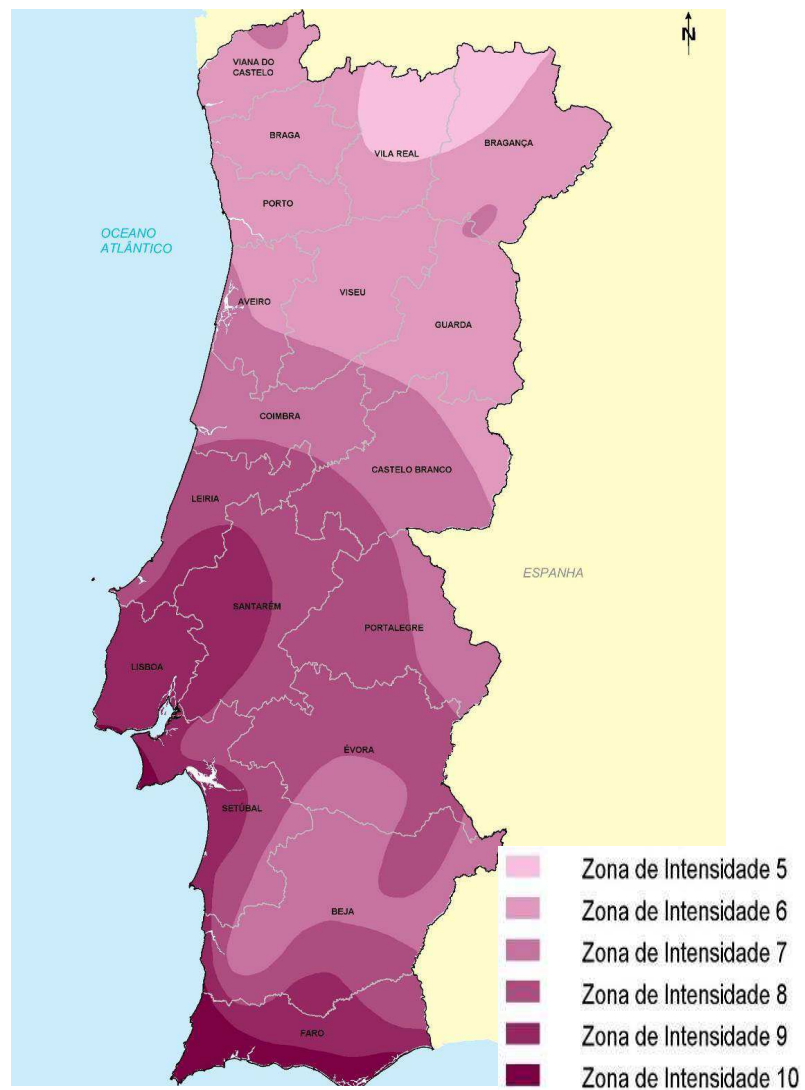 N
VIANA DO
CASTELO
BRAGA
VILA REAL
BRAGANÇA
PORTO
OCEANO
ATLÂNTICO
AVEIRO
VISEU
GUARDA
COIMBRA
CASTELO BRANCO
LEIRIA
ESPANHA
SANTARÉM
PORTALEGRE
LISBOA
ÉVORA
SETÚBAL
BEJA
FARO
Zona de Intensidade 5
Zona de Intensidade 6
Zona de Intensidade 7
Zona de Intensidade 8
Zona de Intensidade 9
Zona de Intensidade 10